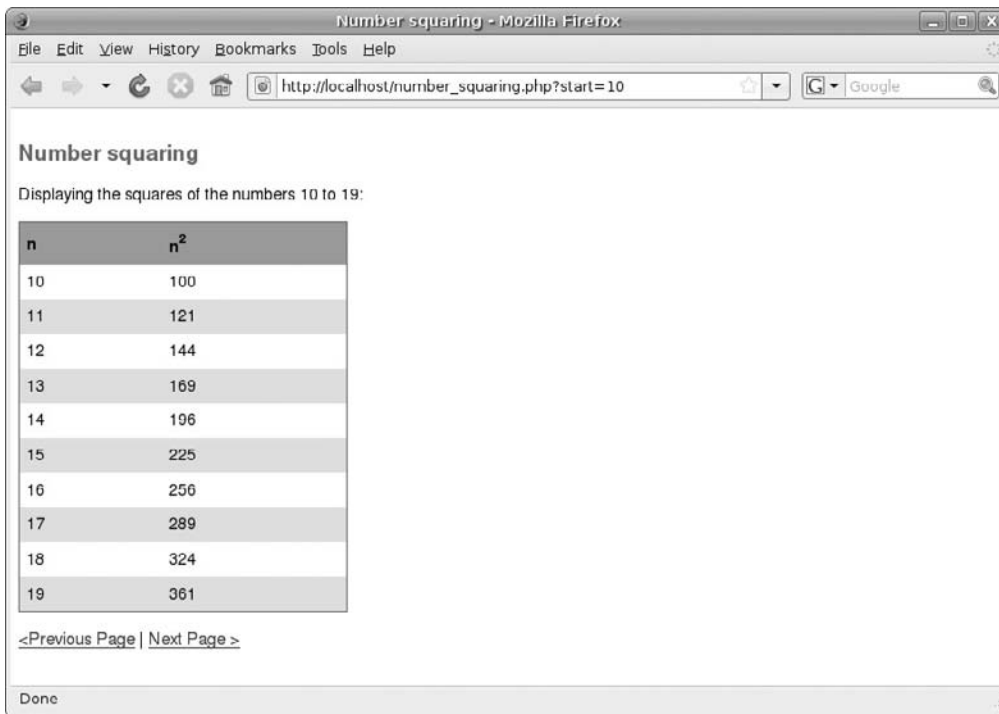 Number squaring - Mozilla Firefox
File Edit View History Bookmarks Tools Help
http://localhost/number_squaring.php?start=10
G Google
Number squaring
Displaying the squares of the numbers 10 to 19:
n n²
10 100
11 121
12 144
13 169
14 196
15 225
16 256
17 289
18 324
19 361
<Previous Page | Next Page >
Done